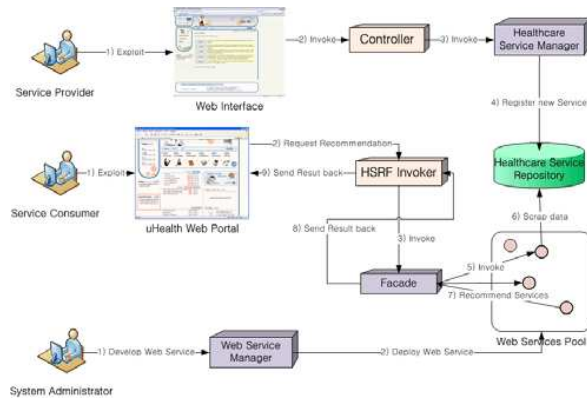 1) Exploit
2) Invoke
Controller
3) Invoke
Healthcare
Service Manager
Service Provider
Web Interface
4) Register new Service
2) Request Recommendation
1) Exploit
9) Send Resut back
HSRF Invoker
Healthcare Service
Repository
Service Consumer
uHealth Web Portal
8) Send Result back
3) Invoke
6) Scrap data
5) Invoke
Facade
7) Recommend Services
Web Services Pool
1) Develop Web Service
Web Service
Manager
2) Deploy Web Service
System Administrator